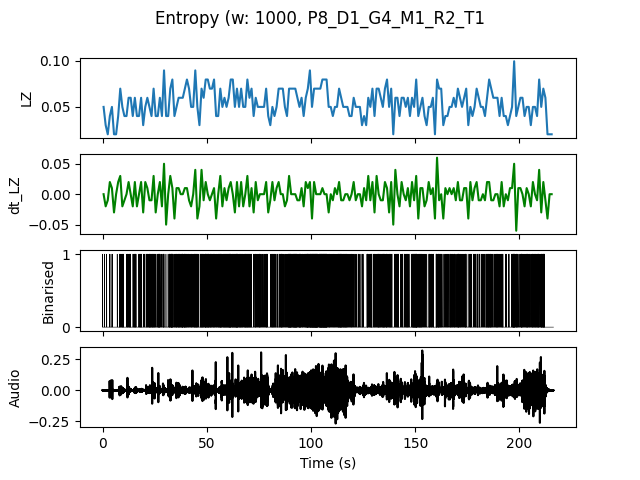 Entropy (w: 1000, P8_D1_G4_M1_R2_T1
LZ
0.10
0.05
dt_LZ
0.05
0.00
−0.05
Binarised
1
0
Audio
0.25
0.00
−0.25
0 50 100 150 200
Time (s)